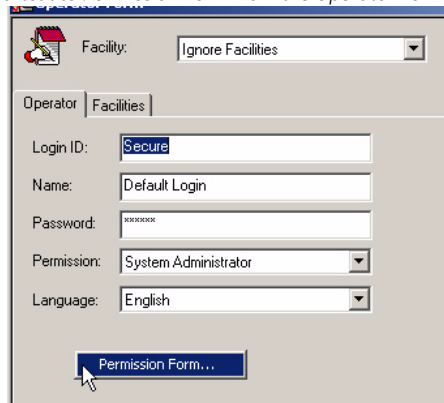 Facility: Ignore Facilities
Operator Facilities
Login ID: Secure
Name: Default Login
Password: ××××××
Permission: System Administrator
Language: English
Permission Form...